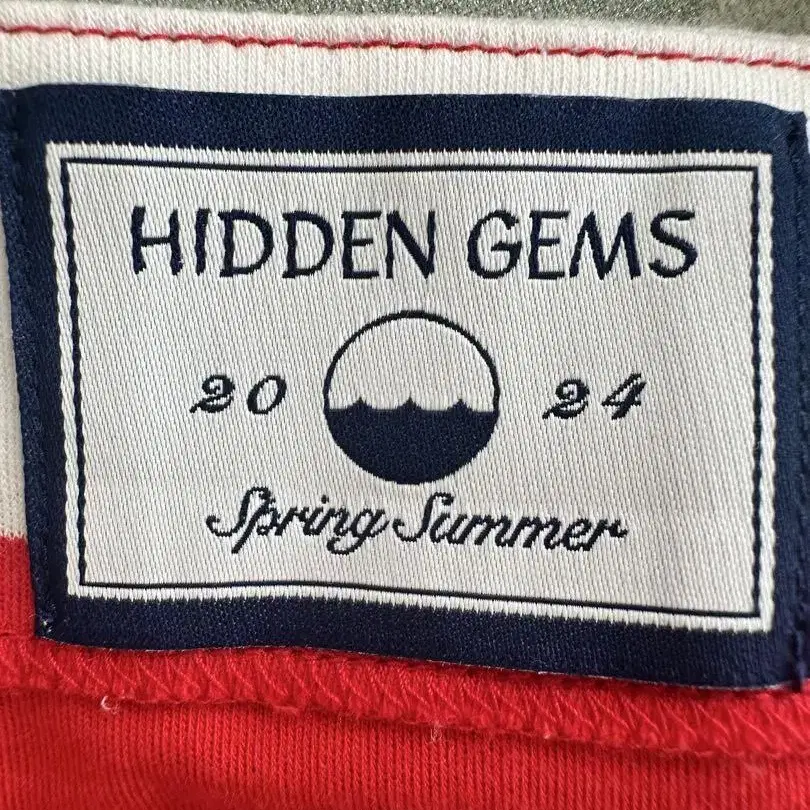 HIDDEN GEMS
20 24
Spring Summer